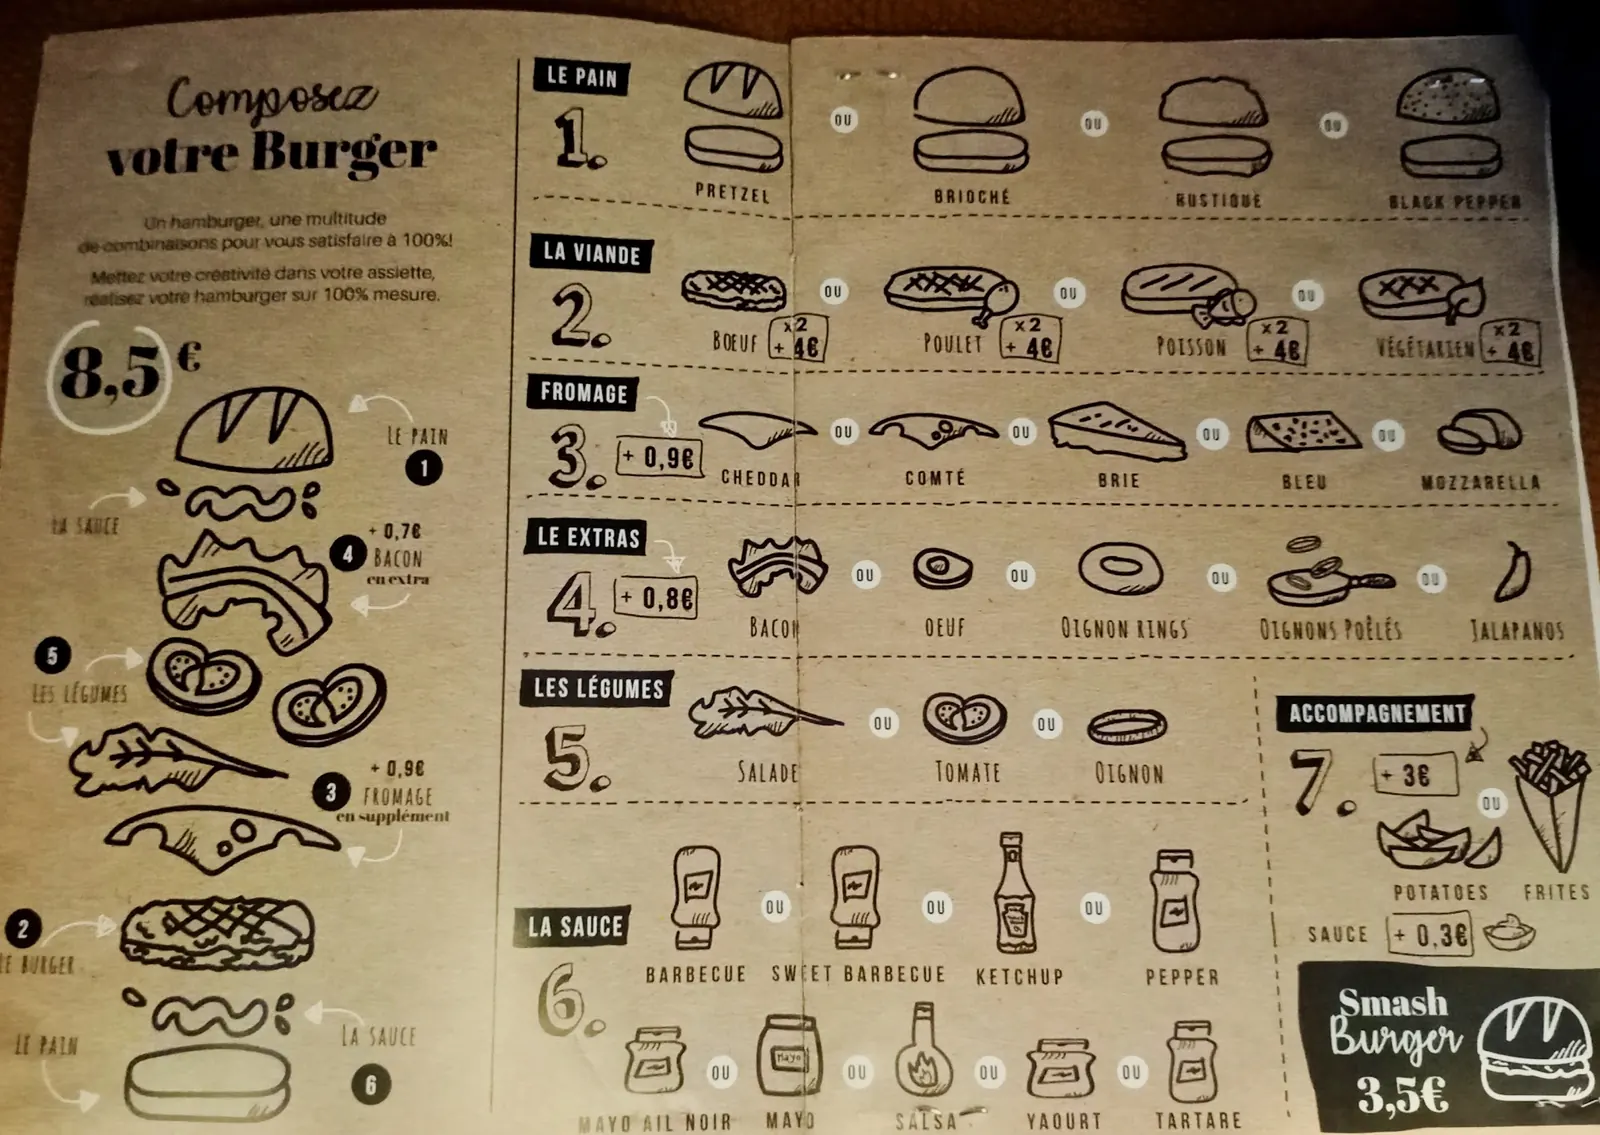 Composez
votre Burger
Un hamburger, une multitude
de combinaisons pour vous satisfaire à 100%!
Mettez votre créativité dans votre assiette,
réalisez votre hamburger sur 100% mesure.
8,5€
LE PAIN
1
LA SAUCE
+ 0,7€
4 BACON
en extra
5
LES LÉGUMES
+ 0,9€
3 FROMAGE
en supplément
2
LE BURGER
LE PAIN
LA SAUCE
6
LE PAIN
1.
OU OU OU
PRETZEL BRIOCHÉ RUSTIQUE BLACK PEPPER
LA VIANDE
2.
OU OU OU
BŒUF x2 + 4€ POULET x2 + 4€ POISSON x2 + 4€ VÉGÉTARIEN x2 + 4€
FROMAGE
3. + 0,9€
OU OU OU OU
CHEDDAR COMTÉ BRIE BLEU MOZZARELLA
LE EXTRAS
4. + 0,8€
OU OU OU OU
BACON OEUF OIGNON RINGS OIGNONS POÊLÉS JALAPANOS
LES LÉGUMES
5.
OU OU
SALADE TOMATE OIGNON
LA SAUCE
6.
OU OU OU
BARBECUE SWEET BARBECUE KETCHUP PEPPER
Mayo
OU OU OU OU
MAYO AIL NOIR MAYO SALSA YAOURT TARTARE
ACCOMPAGNEMENT
7. + 3€
OU
POTATOES FRITES
SAUCE + 0,3€
Smash
Burger
3,5€